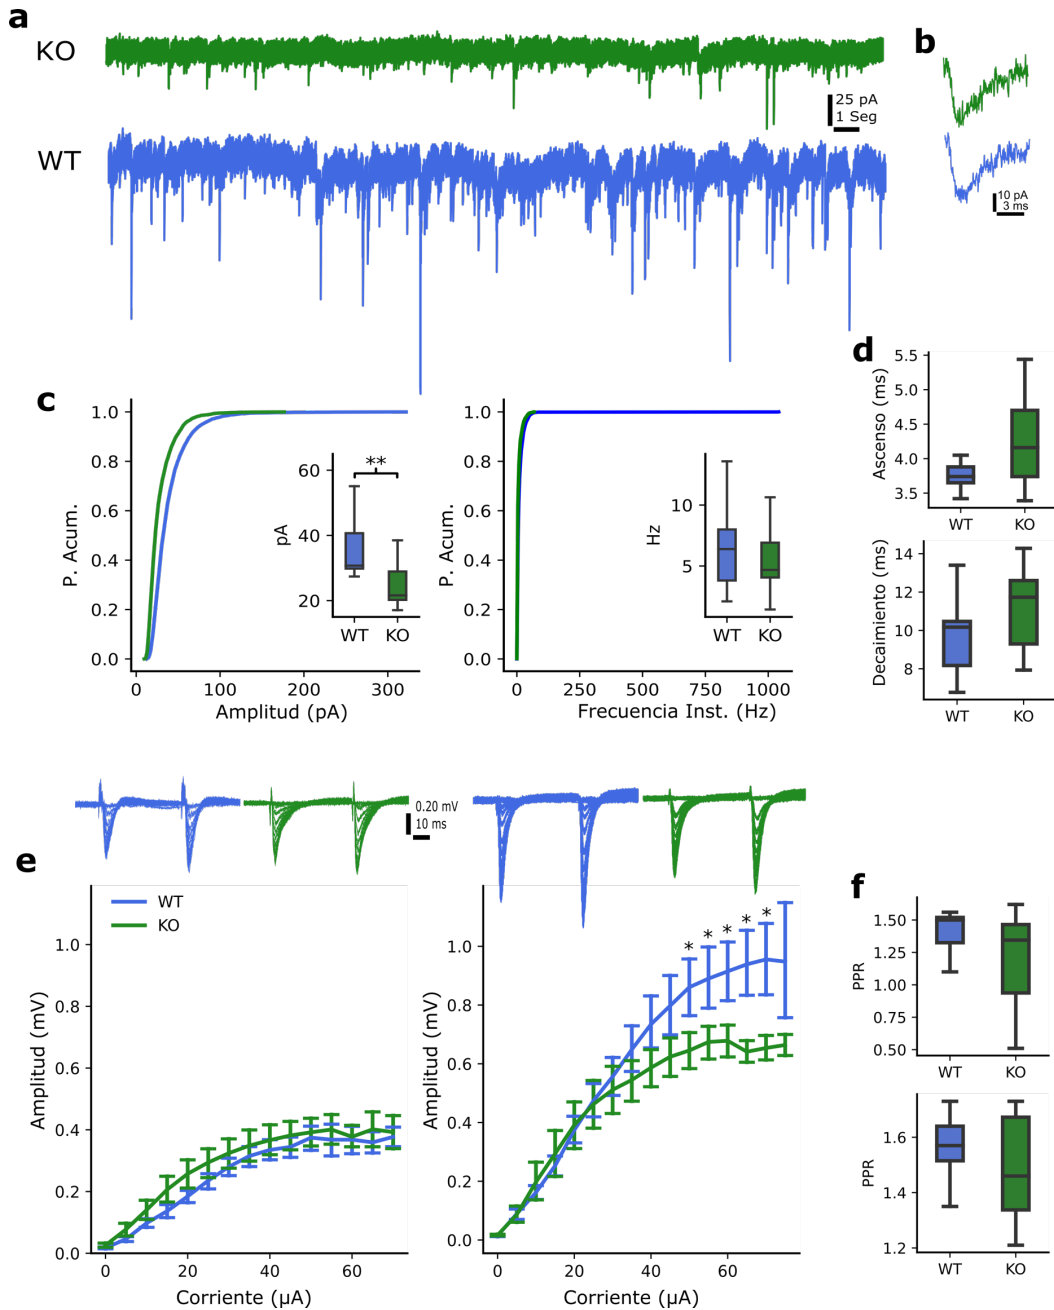 a
KO
25 pA
1 Seg
WT
b
10 pA
3 ms
c
1.0
0.8
0.6
0.4
0.2
0.0
P. Acum.
0
100
200
300
Amplitud (pA)
60
40
20
pA
**
WT
KO
1.0
0.8
0.6
0.4
0.2
0.0
P. Acum.
0
250
500
750
1000
Frecuencia Inst. (Hz)
10
5
Hz
WT
KO
d
5.5
5.0
4.5
4.0
3.5
Ascenso (ms)
WT
KO
14
12
10
8
Decaimiento (ms)
WT
KO
0.20 mV
10 ms
e
WT
KO
1.0
0.8
0.6
0.4
0.2
0.0
Amplitud (mV)
0
20
40
60
Corriente (µA)
1.0
0.8
0.6
0.4
0.2
0.0
Amplitud (mV)
* * * * *
0
20
40
60
Corriente (µA)
f
1.50
1.25
1.00
0.75
0.50
PPR
WT
KO
1.6
1.4
1.2
PPR
WT
KO